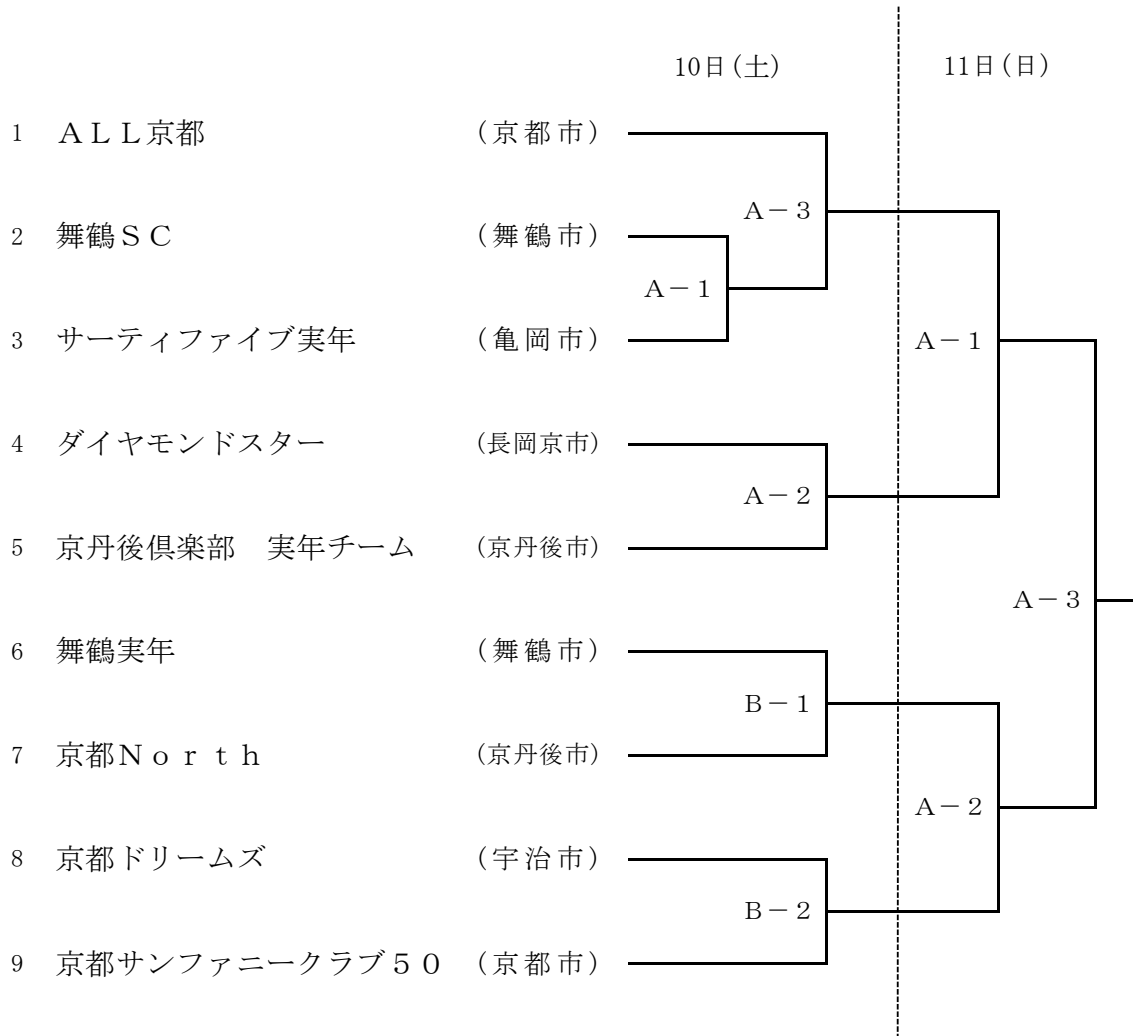 10日(土) 11日(日)
1 ALL京都 (京都市)
A-3
2 舞鶴SC (舞鶴市)
A-1
3 サーティファイブ実年 (亀岡市) A-1
4 ダイヤモンドスター (長岡京市)
A-2
5 京丹後倶楽部 実年チーム (京丹後市)
A-3
6 舞鶴実年 (舞鶴市)
B-1
7 京都North (京丹後市)
A-2
8 京都ドリームズ (宇治市)
B-2
9 京都サンファニークラブ50 (京都市)